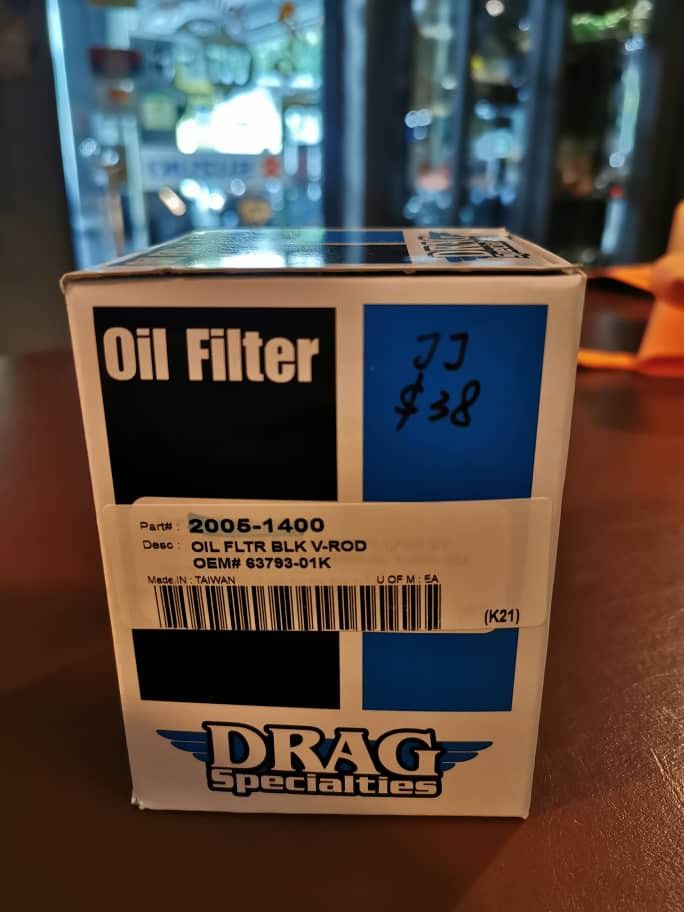 Oil Filter
JJ
$38
Part# : 2005-1400
Desc : OIL FLTR BLK V-ROD
OEM# 63793-01K
Made IN : TAIWAN U OF M : EA
(K21)
DRAG
Specialties